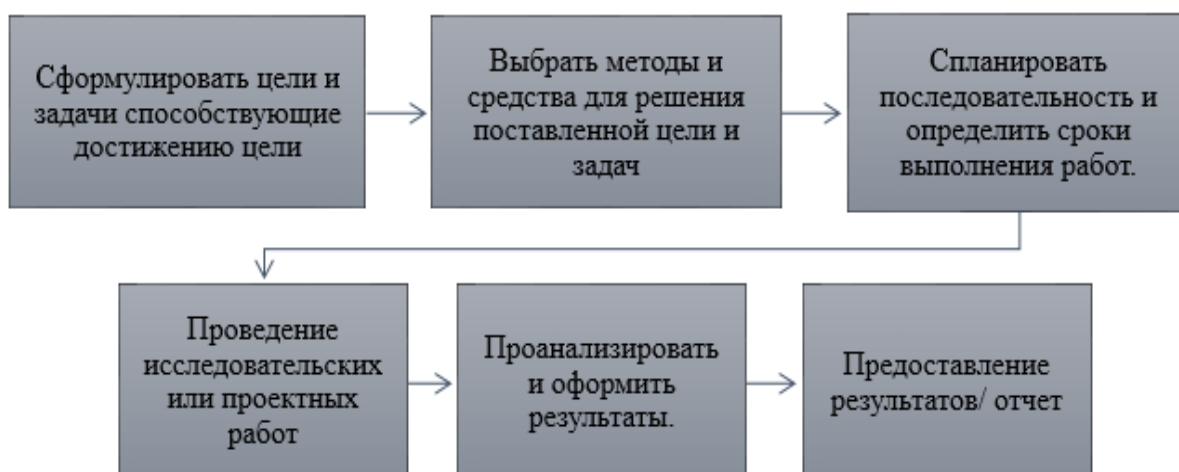 Сформулировать цели и
задачи способствующие
достижению цели
Выбрать методы и
средства для решения
поставленной цели и
задач
Спланировать
последовательность и
определить сроки
выполнения работ.
Проведение
исследовательских
или проектных
работ
Проанализировать
и оформить
результаты.
Предоставление
результатов/ отчет